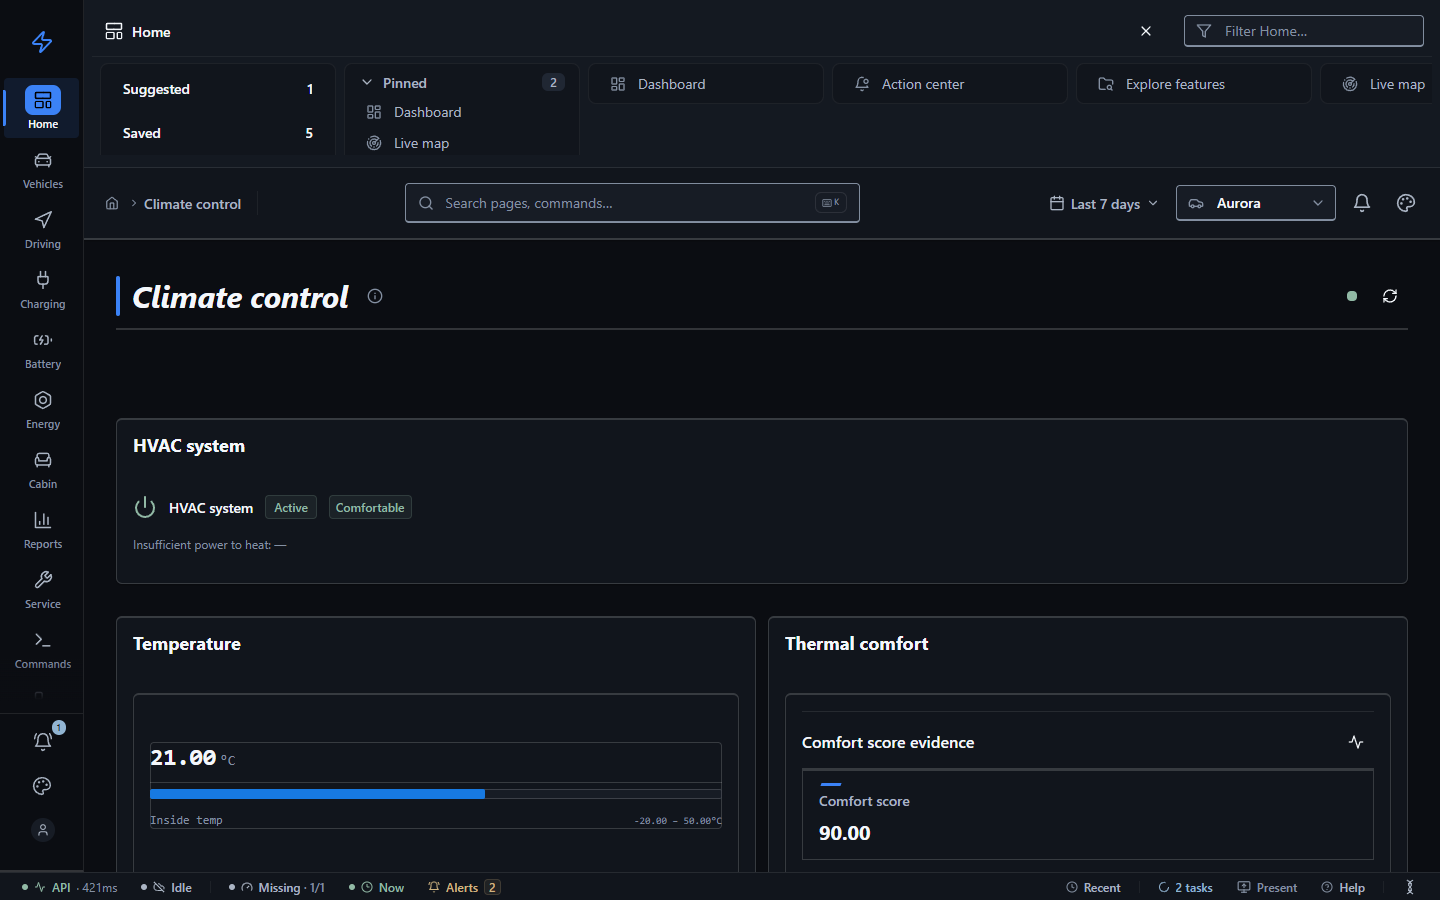 Home
Filter Home...
Suggested 1
Saved 5
Pinned 2
Dashboard
Live map
Dashboard
Action center
Explore features
Live map
Home
Vehicles
Driving
Charging
Battery
Energy
Cabin
Reports
Service
Commands
1
Climate control
Search pages, commands...
K
Last 7 days
Aurora
Climate control
HVAC system
HVAC system Active Comfortable
Insufficient power to heat: —
Temperature
21.00 °C
Inside temp -20.00 – 50.00°C
Thermal comfort
Comfort score evidence
Comfort score
90.00
API · 421ms Idle Missing · 1/1 Now Alerts 2 Recent 2 tasks Present Help